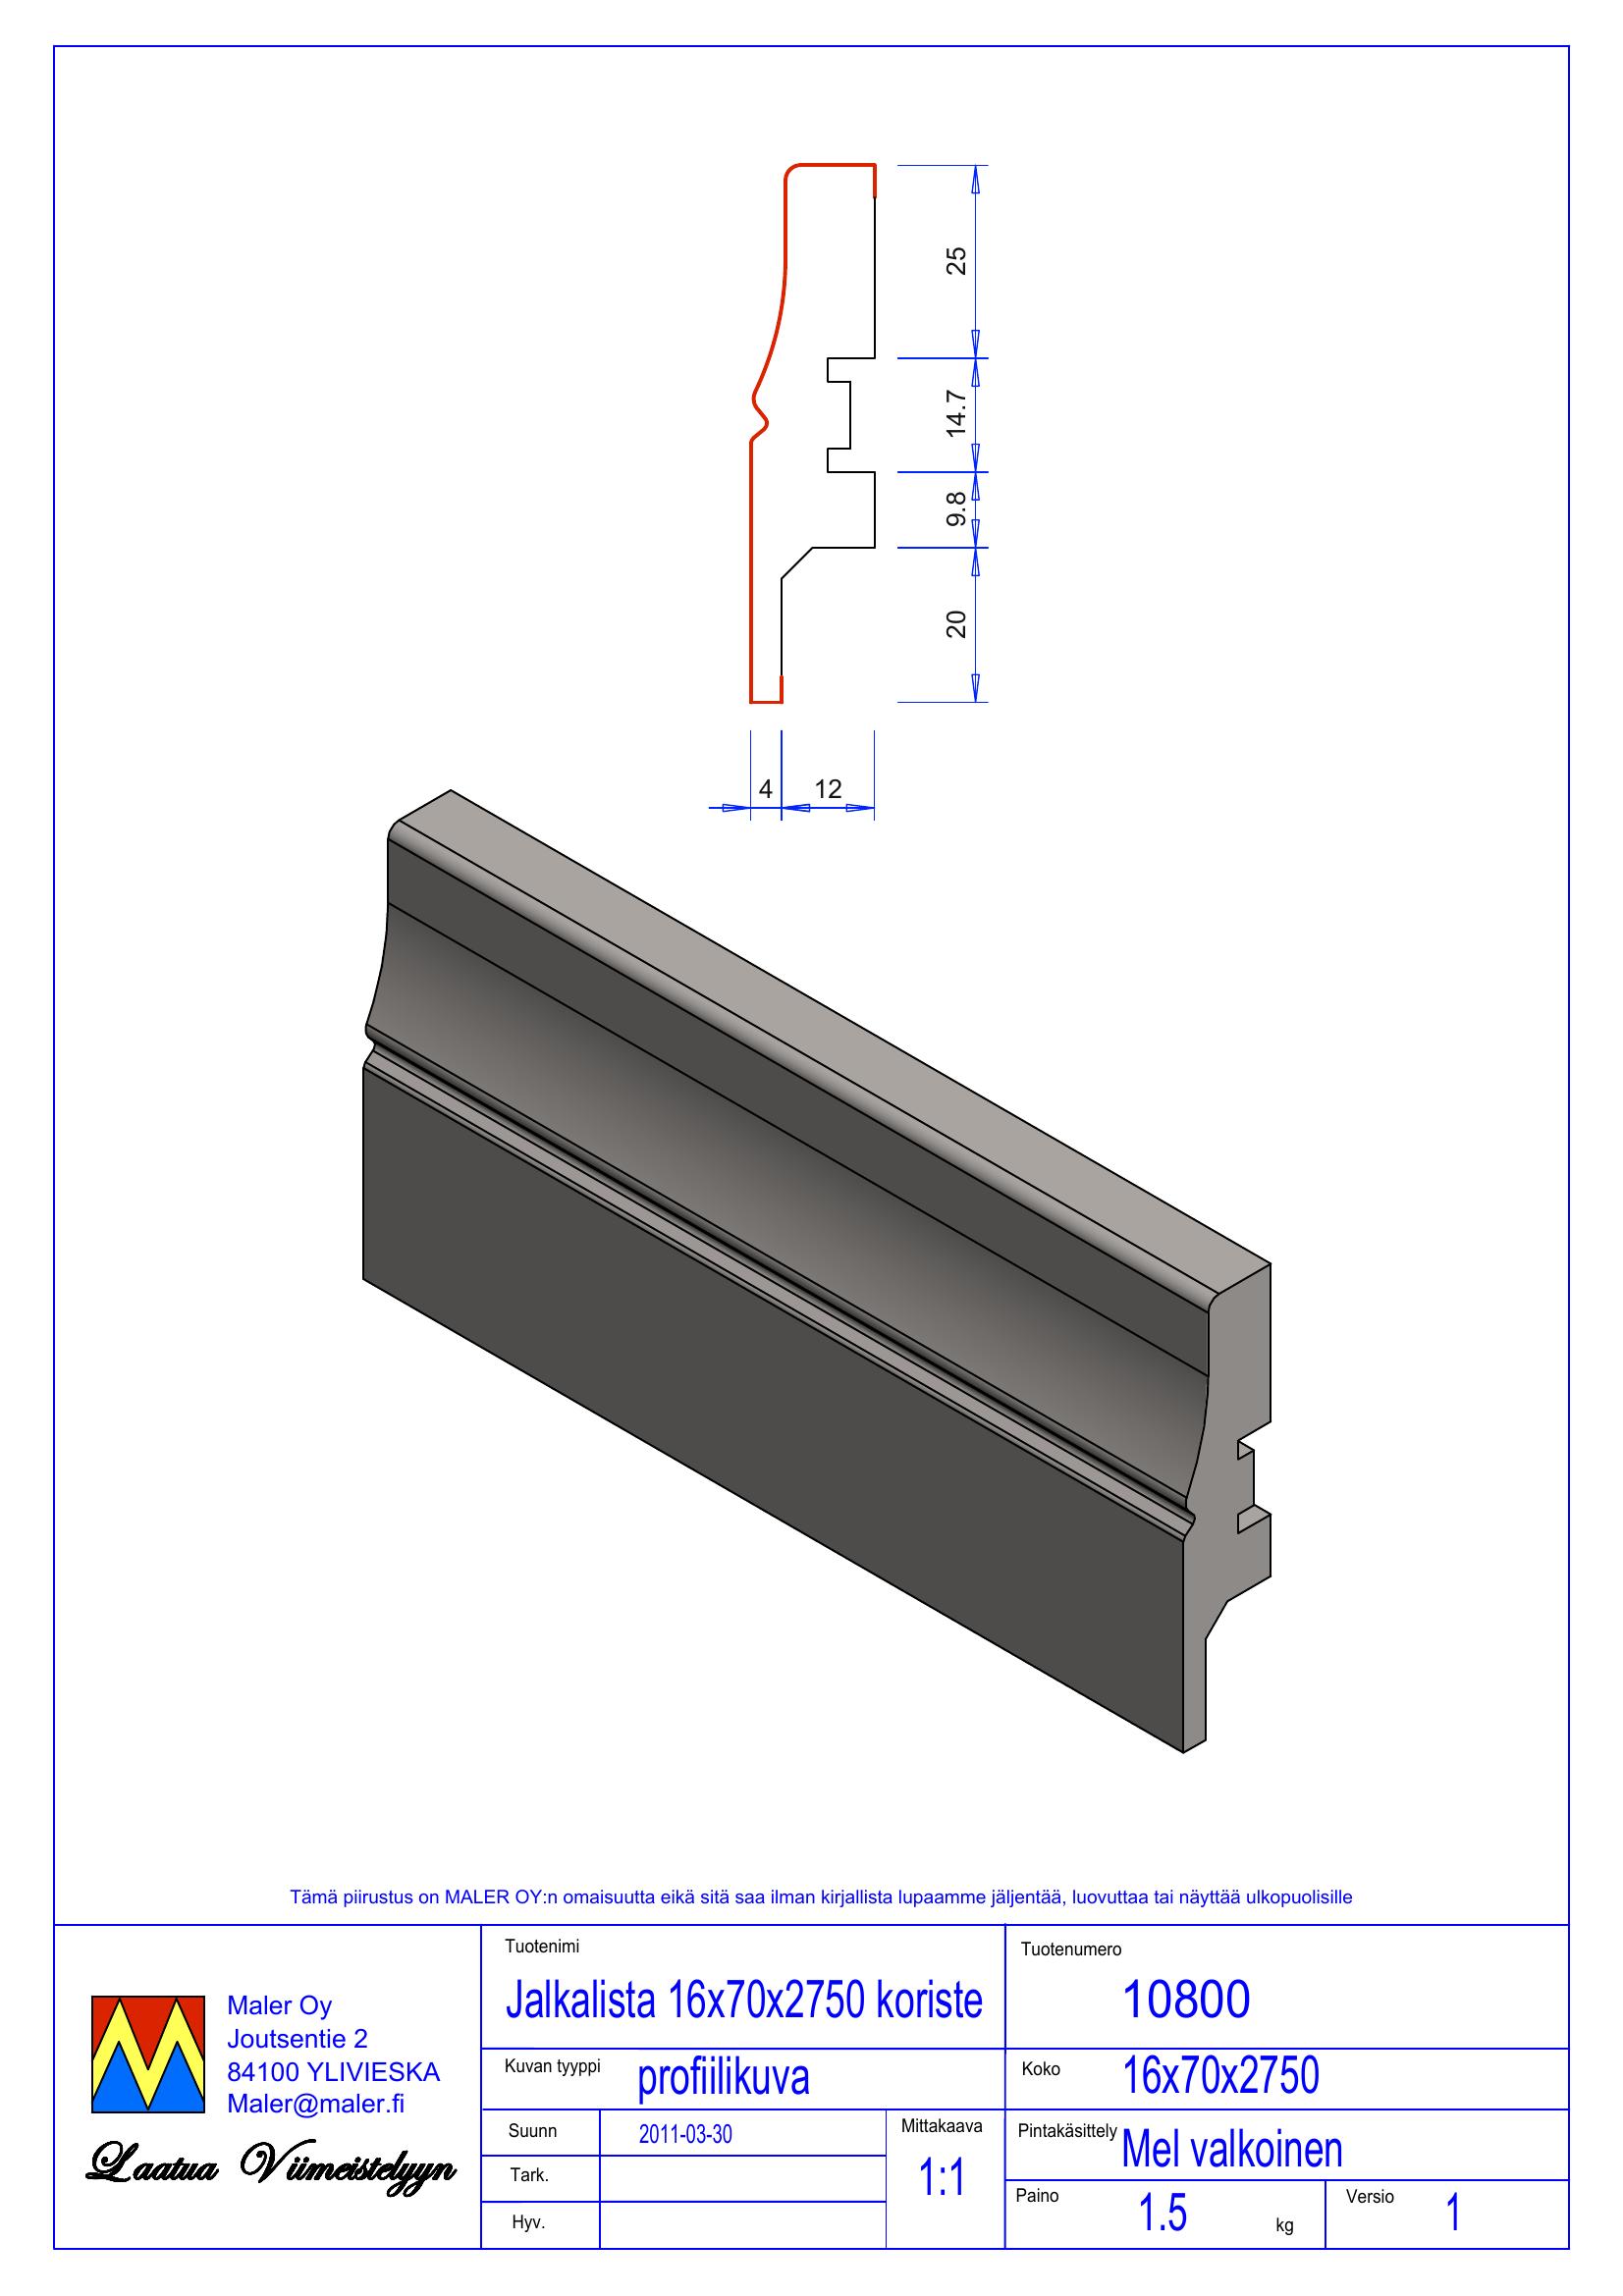 25
14.7
9.8
20
4
12
Tämä piirustus on MALER OY:n omaisuutta eikä sitä saa ilman kirjallista lupaamme jäljentää, luovuttaa tai näyttää ulkopuolisille
Maler Oy
Joutsentie 2
84100 YLIVIESKA
Maler@maler.fi
Laatua Viimeistelyyn
Tuotenimi
Jalkalista 16x70x2750 koriste
Tuotenumero
10800
Kuvan tyyppi
profiilikuva
Koko
16x70x2750
Suunn
2011-03-30
Tark.
Hyv.
Mittakaava
1:1
Pintakäsittely
Mel valkoinen
Paino
1.5
kg
Versio
1